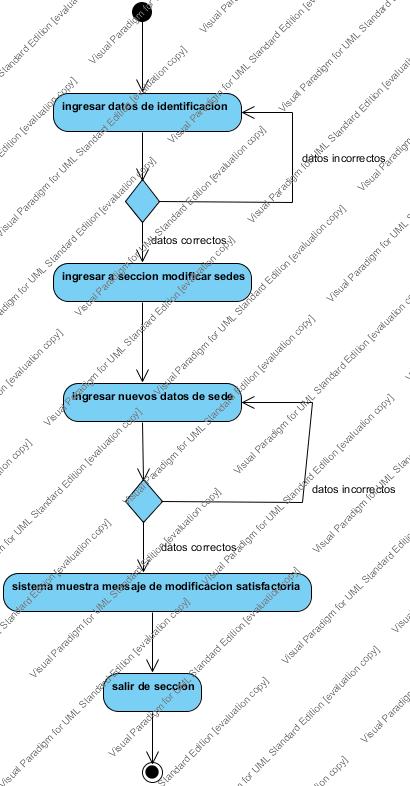 ingresar datos de identificacion
datos incorrectos
datos correctos
ingresar a seccion modificar sedes
ingresar nuevos datos de sede
datos incorrectos
datos correctos
sistema muestra mensaje de modificacion satisfactoria
salir de sección
Visual Paradigm for UML Standard Edition [evaluation copy]